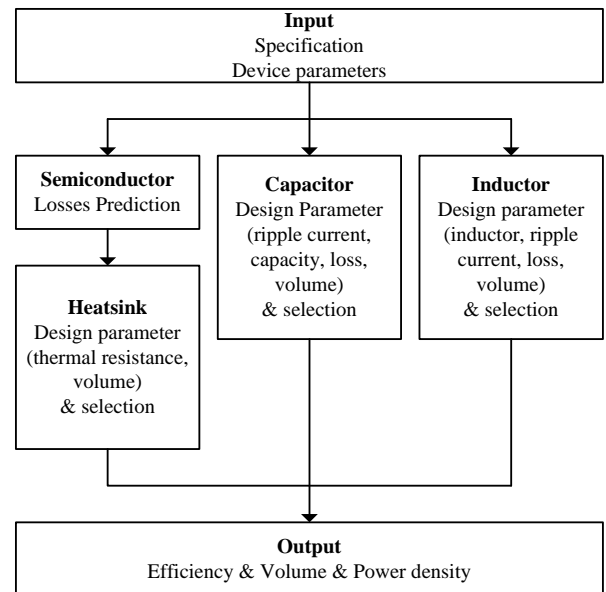 Input
Specification
Device parameters
Semiconductor
Losses Prediction
Heatsink
Design parameter
(thermal resistance,
volume)
& selection
Capacitor
Design Parameter
(ripple current,
capacity, loss,
volume)
& selection
Inductor
Design parameter
(inductor, ripple
current, loss,
volume)
& selection
Output
Efficiency & Volume & Power density